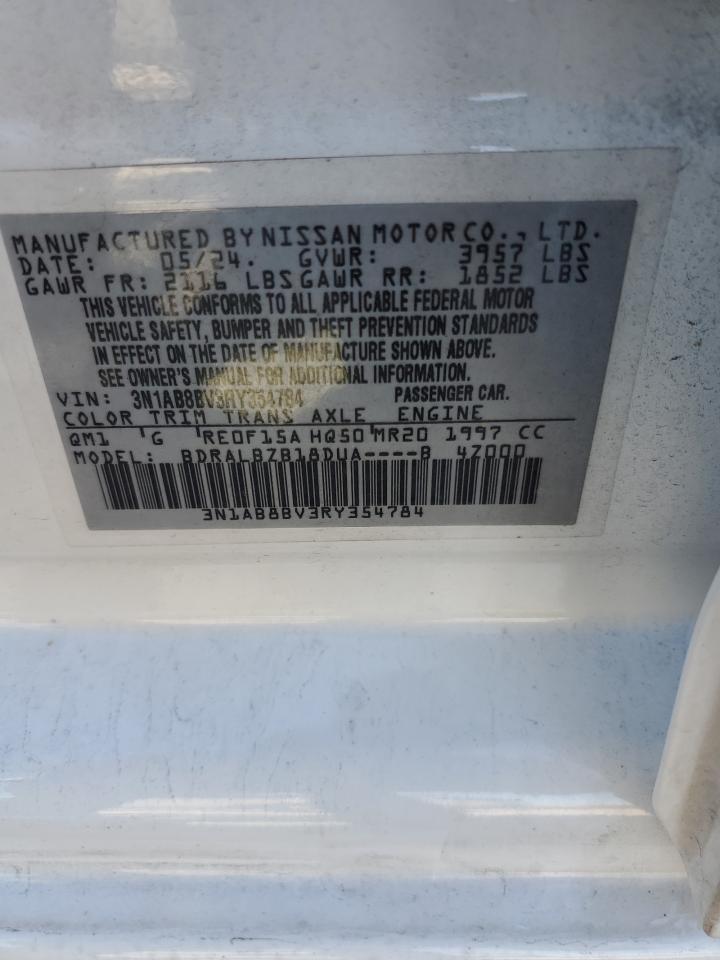 MANUFACTURED BY NISSAN MOTOR CO., LTD.
DATE: 05/24. GVWR: 3957 LBS
GAWR FR: 2116 LBS GAWR RR: 1852 LBS
THIS VEHICLE CONFORMS TO ALL APPLICABLE FEDERAL MOTOR
VEHICLE SAFETY, BUMPER AND THEFT PREVENTION STANDARDS
IN EFFECT ON THE DATE OF MANUFACTURE SHOWN ABOVE.
SEE OWNER'S MANUAL FOR ADDITIONAL INFORMATION.
VIN: 3N1AB8BV3RY354784 PASSENGER CAR.
COLOR TRIM TRANS AXLE ENGINE
QM1 'G 'RE0F15A HQ50 MR20 1997 CC
MODEL: BDRALBZB18DUA----B 4Z000
3N1AB8BV3RY354784